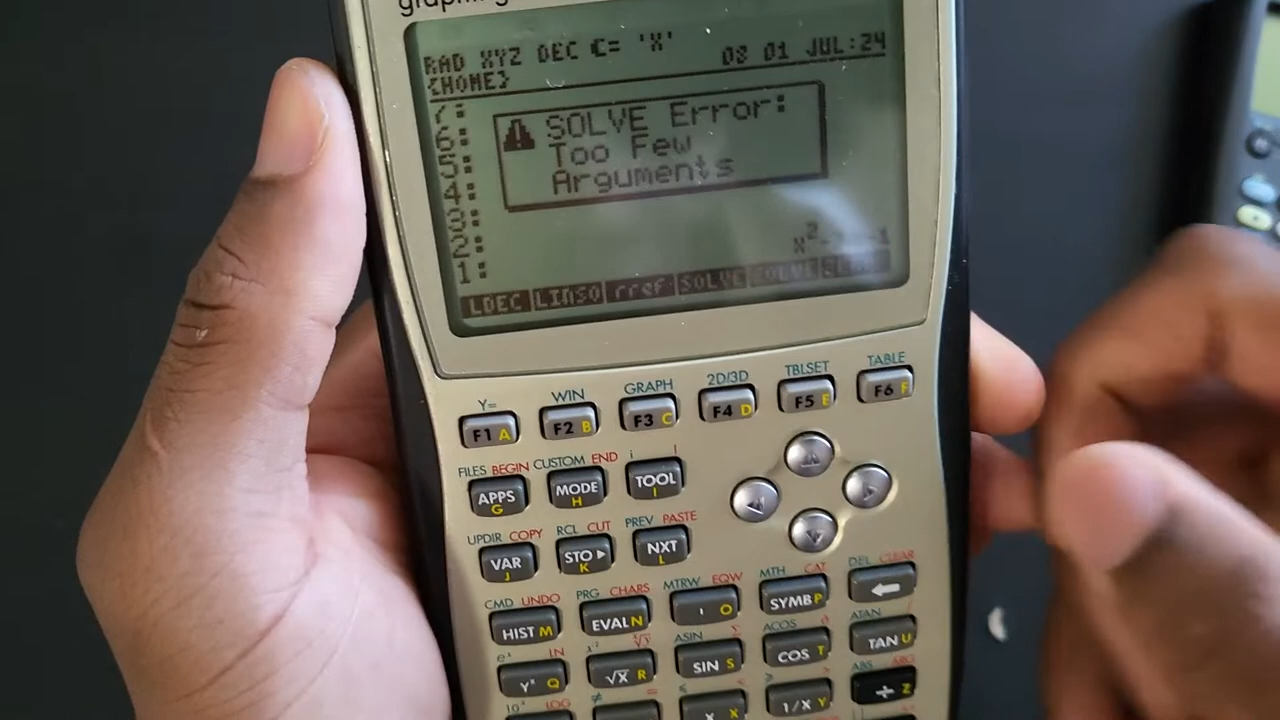 graphing
RAD XYZ DEC C= 'X'
08 01 JUL:24
{HOME}
7:
6:
5:
4:
3:
2:
1:
SOLVE Error:
Too Few
Arguments
LDEC LINSO rref SOLVE SOLVE
Y= WIN GRAPH 2D/3D TBLSET TABLE
F1 A F2 B F3 C F4 D F5 E F6 F
FILES BEGIN CUSTOM END i |
APPS G MODE H TOOL I
UPDIR COPY RCL CUT PREV PASTE
VAR J STO▶ K NXT L
CMD UNDO PRG CHARS MTRW EQW MTH CAT DEL CLEAR
HIST M EVAL N ' O SYMB P ←
e^x LN x² ASIN Σ ACOS ∂ ATAN ∫
Y^X Q √X R SIN S COS T TAN U
10^x LOG ≠ = ≤ < ≥ > ABS ARG
X X 1/X Y ÷ Z